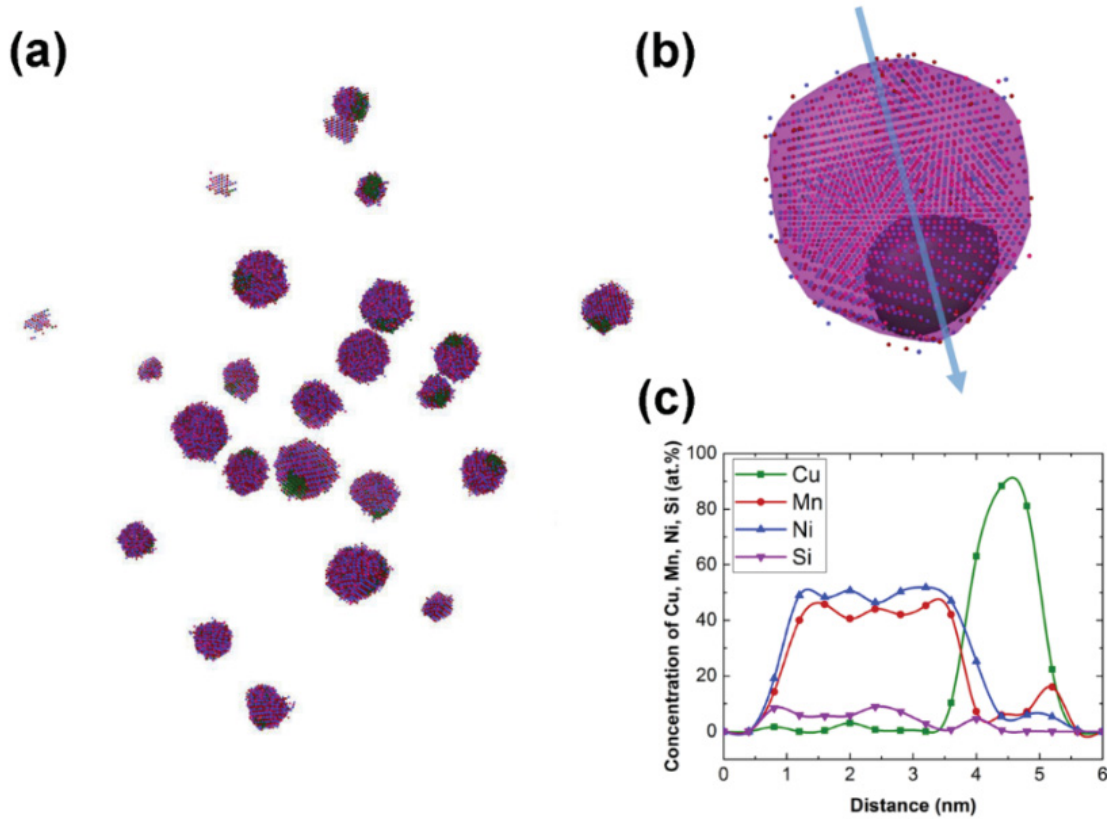 (a)
(b)
(c)
Concentration of Cu, Mn, Ni, Si (at.%)
100
80
60
40
20
0
Cu
Mn
Ni
Si
0 1 2 3 4 5 6
Distance (nm)